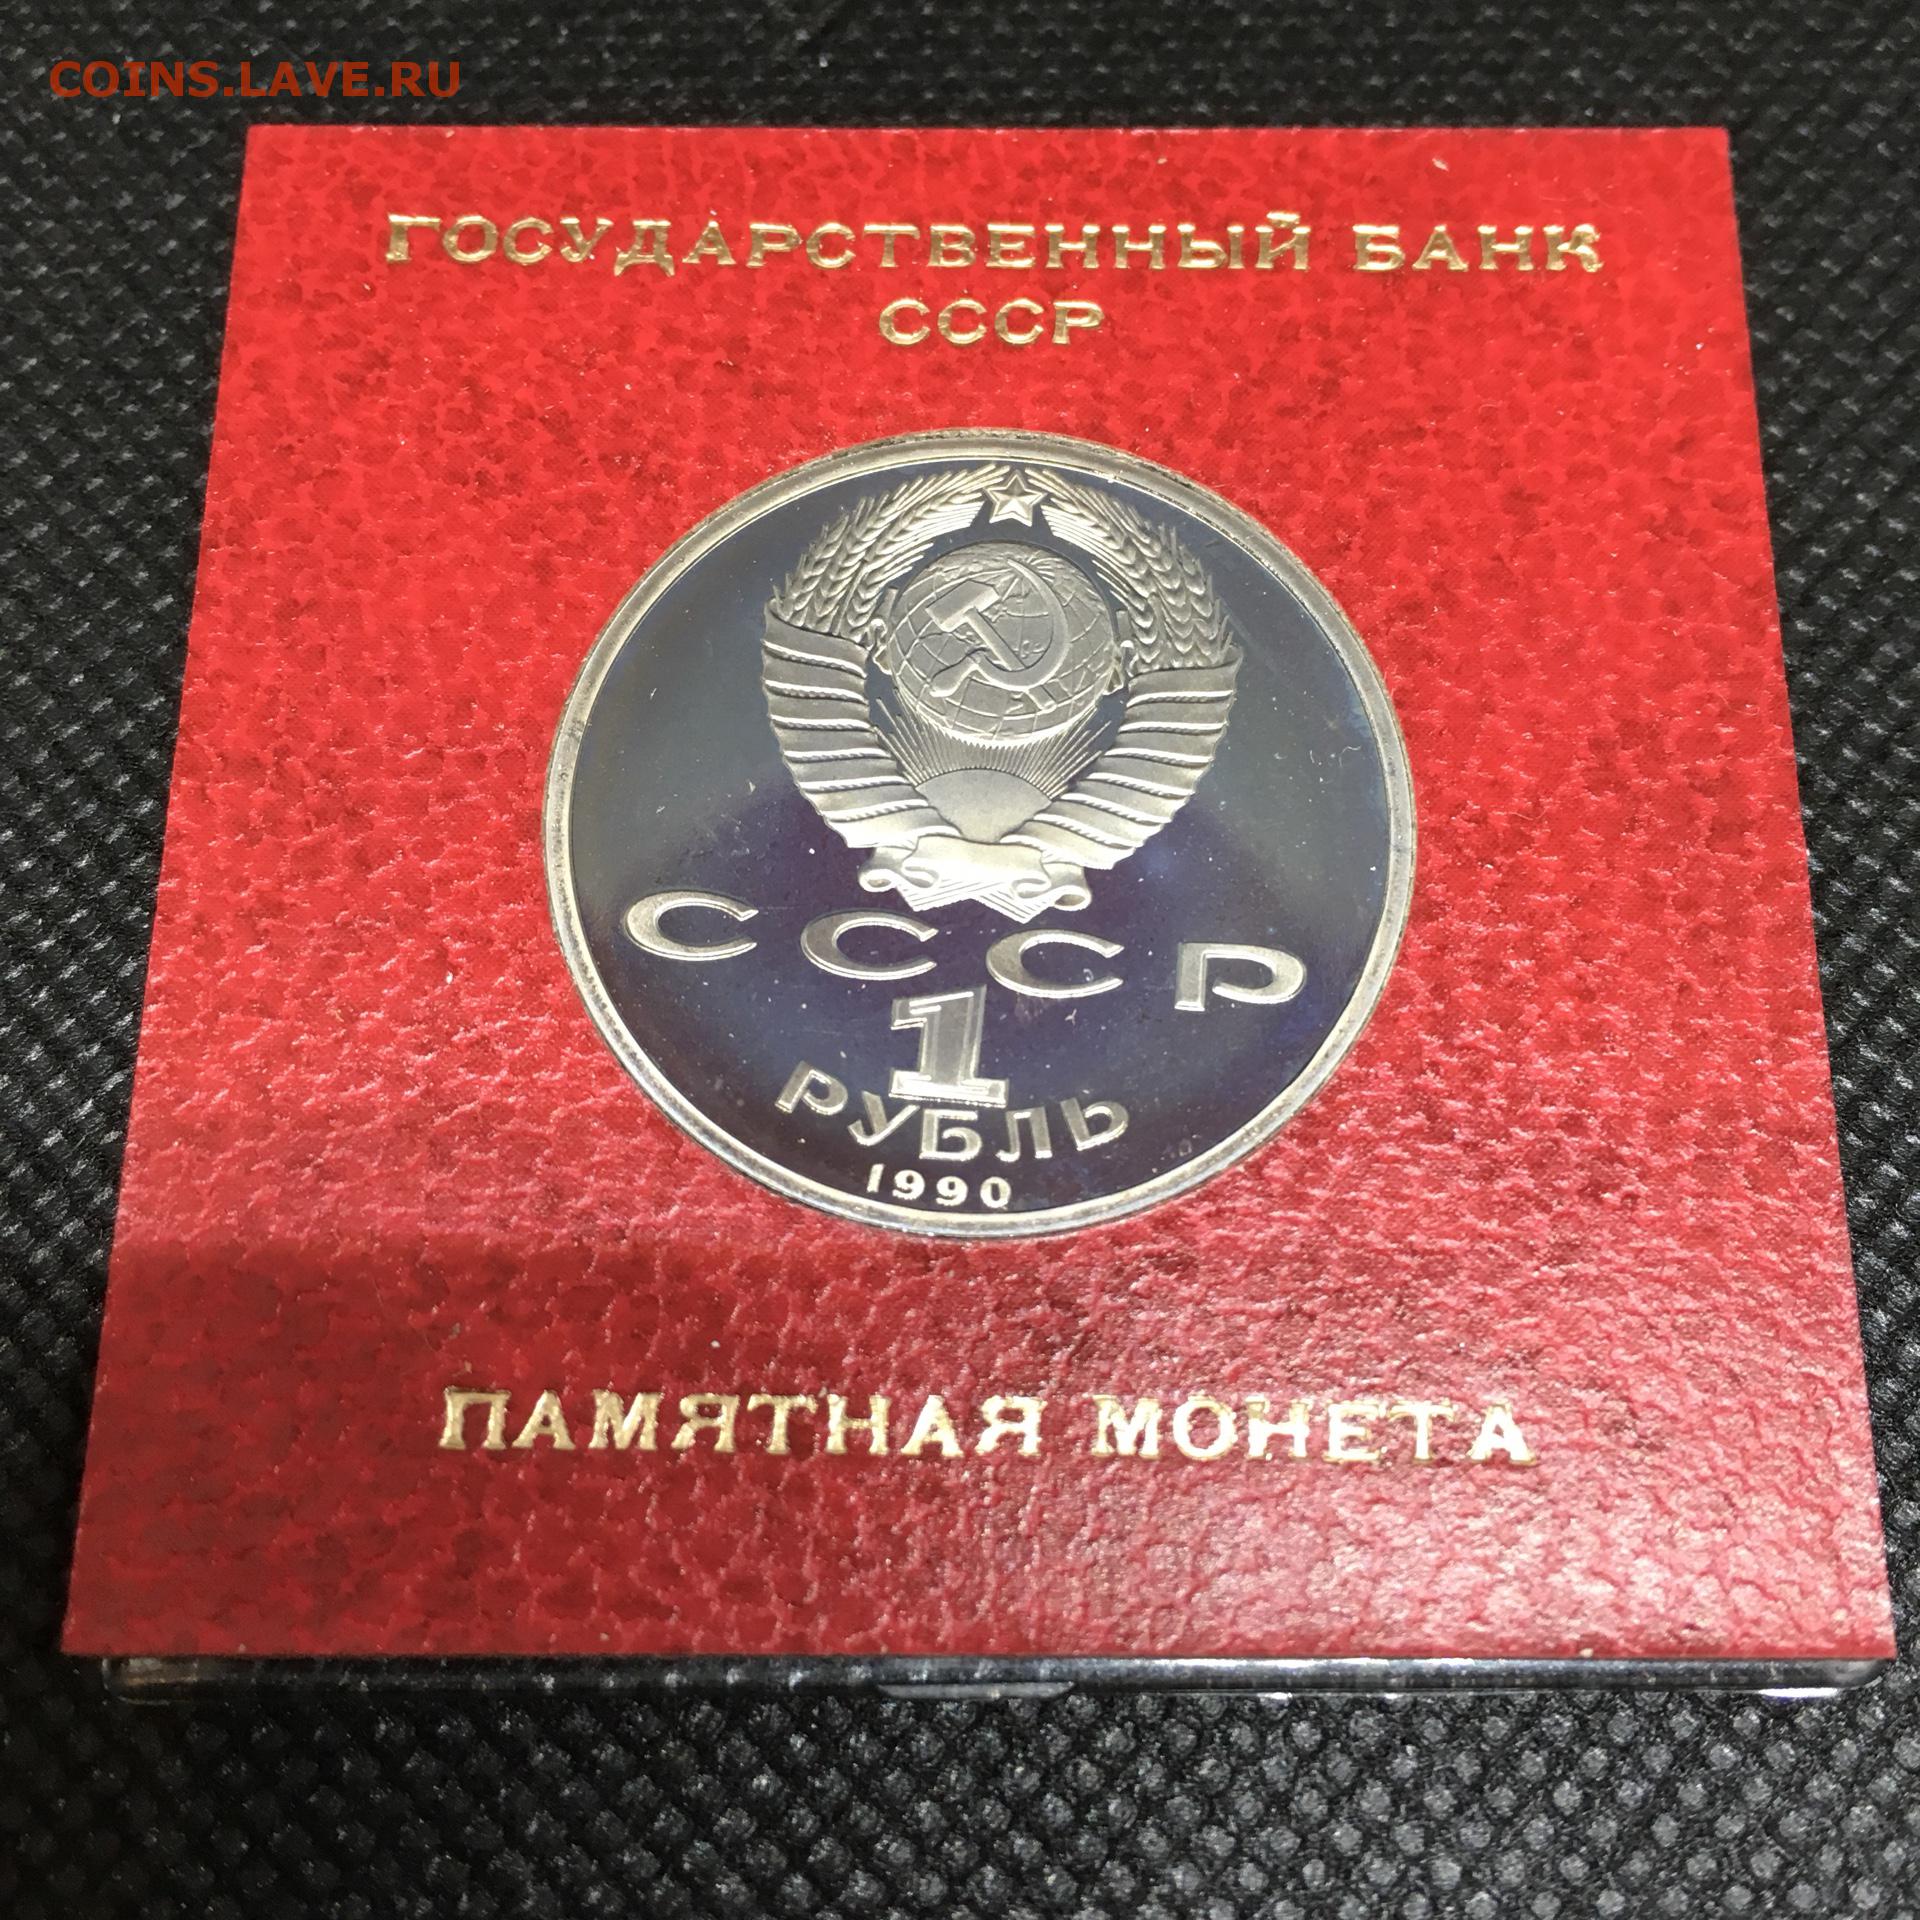 COINS.LAVE.RU
ГОСУДАРСТВЕННЫЙ БАНК
СССР
СССР
1
РУБЛЬ
1990
ПАМЯТНАЯ МОНЕТА